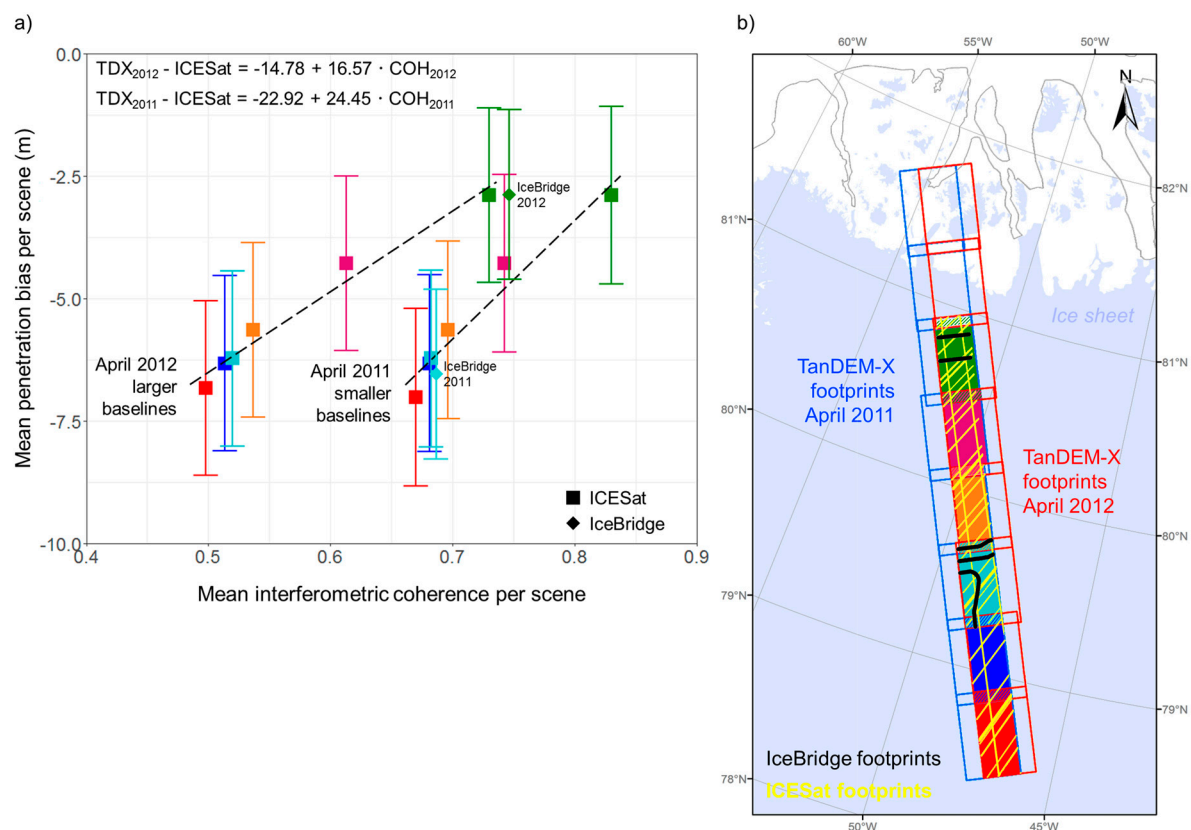 a)
0.0
-2.5
-5.0
-7.5
-10.0
0.4
0.5
0.6
0.7
0.8
0.9
Mean penetration bias per scene (m)
Mean interferometric coherence per scene
TDX2012 - ICESat = -14.78 + 16.57 · COH2012
TDX2011 - ICESat = -22.92 + 24.45 · COH2011
IceBridge
2012
April 2012
larger
baselines
April 2011
smaller
baselines
IceBridge
2011
ICESat
IceBridge
b)
60°W
55°W
50°W
N
82°N
81°N
Ice sheet
81°N
TanDEM-X
footprints
April 2011
80°N
TanDEM-X
footprints
April 2012
80°N
79°N
79°N
IceBridge footprints
78°N
ICESat footprints
50°W
45°W